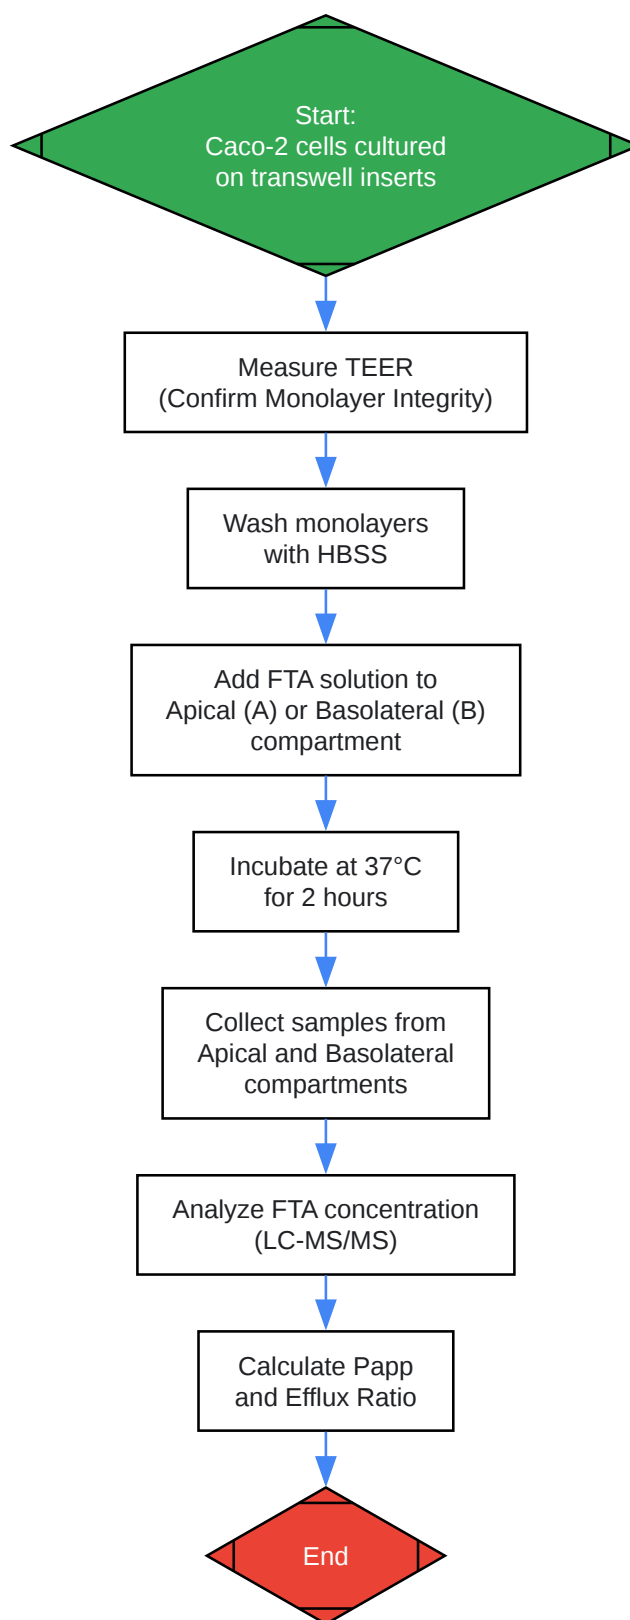 Start:
Caco-2 cells cultured
on transwell inserts
Measure TEER
(Confirm Monolayer Integrity)
Wash monolayers
with HBSS
Add FTA solution to
Apical (A) or Basolateral (B)
compartment
Incubate at 37°C
for 2 hours
Collect samples from
Apical and Basolateral
compartments
Analyze FTA concentration
(LC-MS/MS)
Calculate Papp
and Efflux Ratio
End